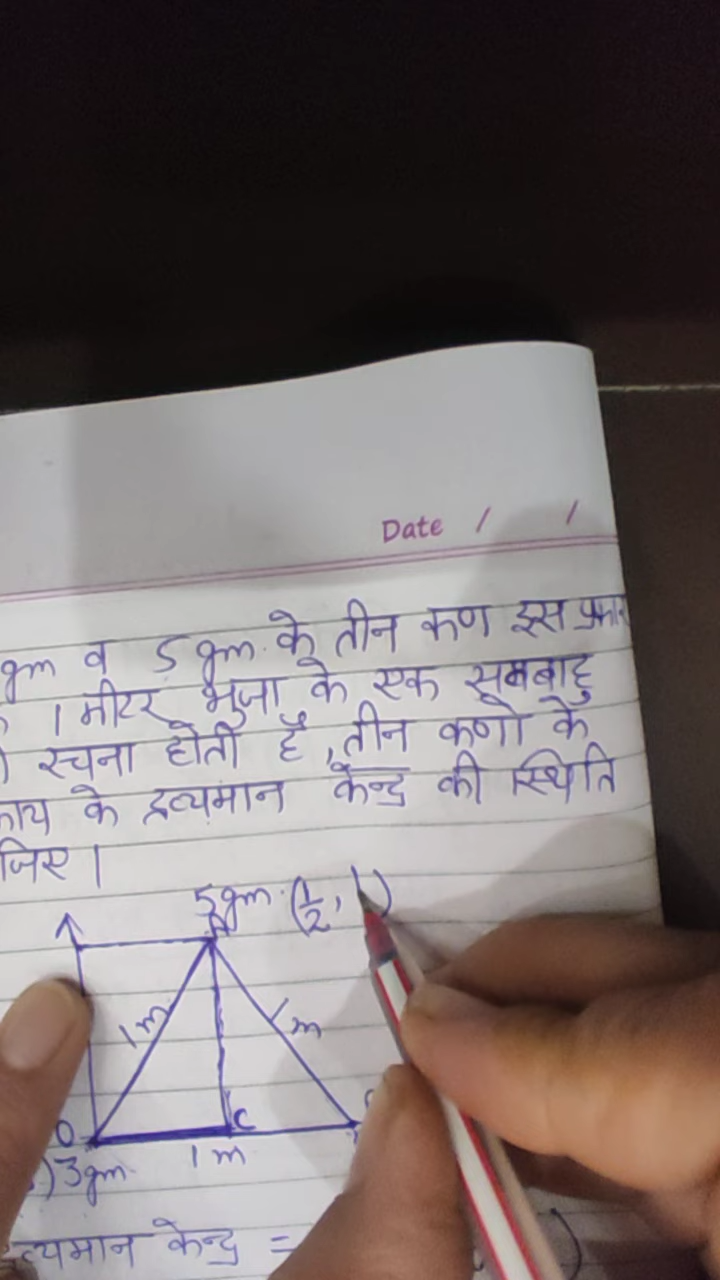 Date / /
gm व 5 gm. के तीन कण इस प्रकार
1 मीटर भुजा के एक समबाहु
रचना होती है, तीन कणो के
काय के द्रव्यमान केन्द्र की स्थिति
जिए।
5gm. (1/2, )
1m 1m
O C
3gm. 1m
द्रव्यमान केन्द्र =